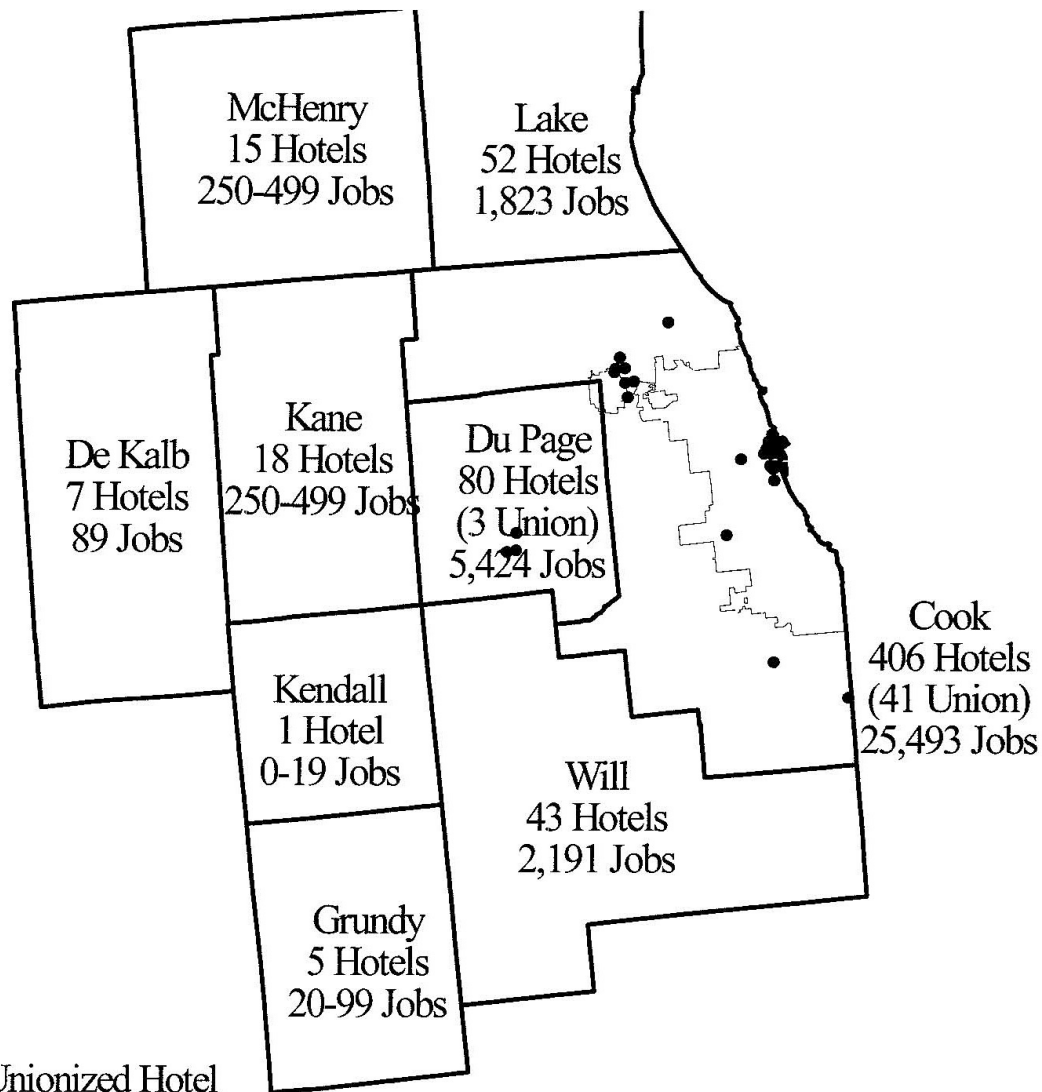 McHenry
15 Hotels
250-499 Jobs
Lake
52 Hotels
1,823 Jobs
De Kalb
7 Hotels
89 Jobs
Kane
18 Hotels
250-499 Jobs
Du Page
80 Hotels
(3 Union)
5,424 Jobs
Cook
406 Hotels
(41 Union)
25,493 Jobs
Kendall
1 Hotel
0-19 Jobs
Will
43 Hotels
2,191 Jobs
Grundy
5 Hotels
20-99 Jobs
Unionized Hotel